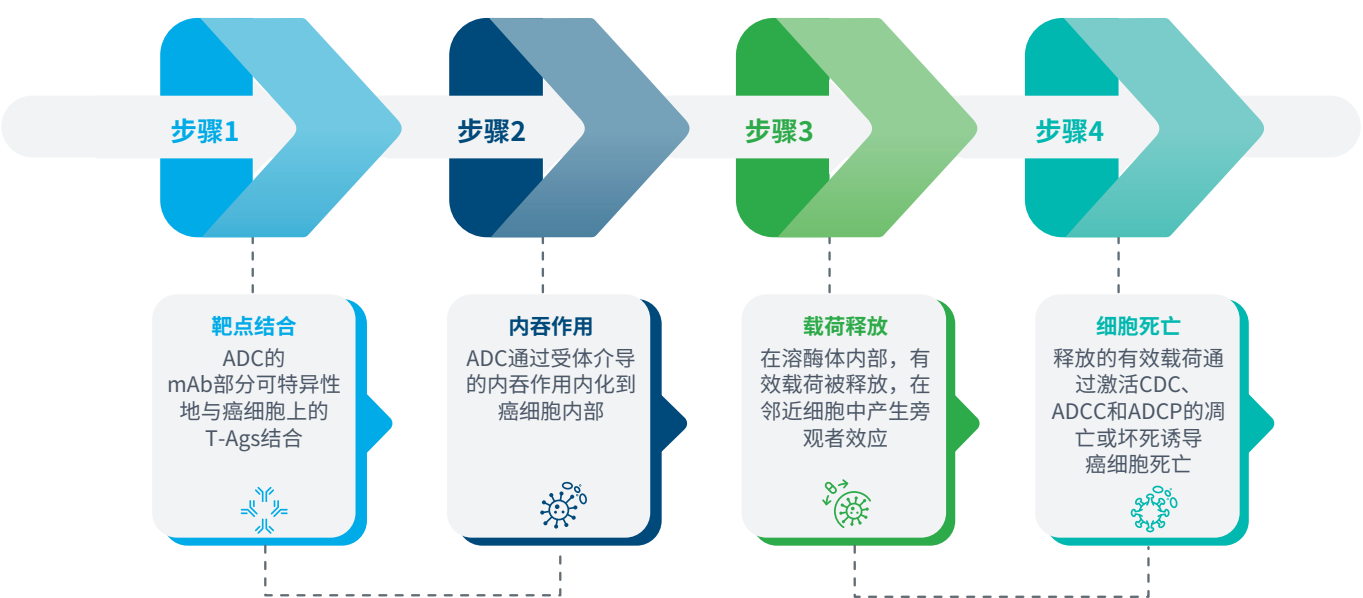 步骤1
步骤2
步骤3
步骤4
靶点结合
ADC的
mAb部分可特异性
地与癌细胞上的
T-Ags结合
内吞作用
ADC通过受体介导
的内吞作用内化到
癌细胞内部
载荷释放
在溶酶体内部，有
效载荷被释放，在
邻近细胞中产生旁
观者效应
细胞死亡
释放的有效载荷通
过激活CDC、
ADCC和ADCP的凋
亡或坏死诱导
癌细胞死亡